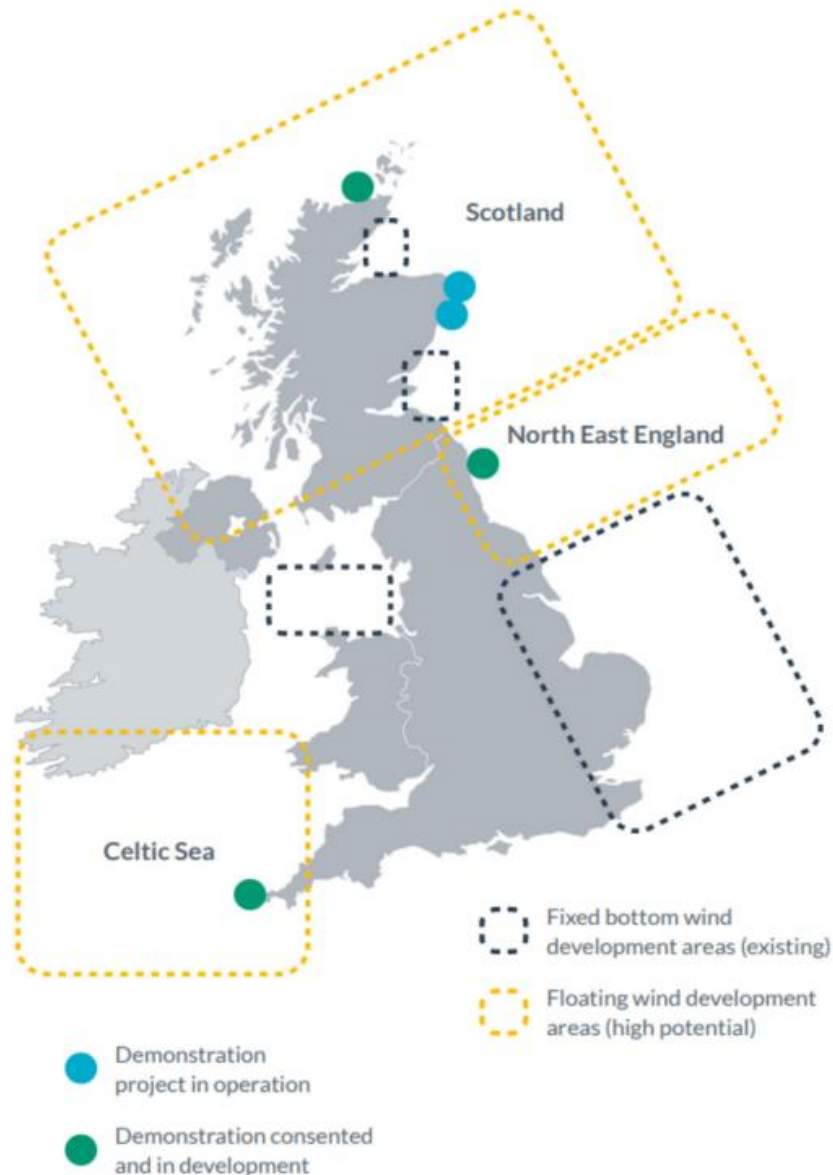 Scotland
North East England
Celtic Sea
Fixed bottom wind
development areas (existing)
Floating wind development
areas (high potential)
Demonstration
project in operation
Demonstration consented
and in development